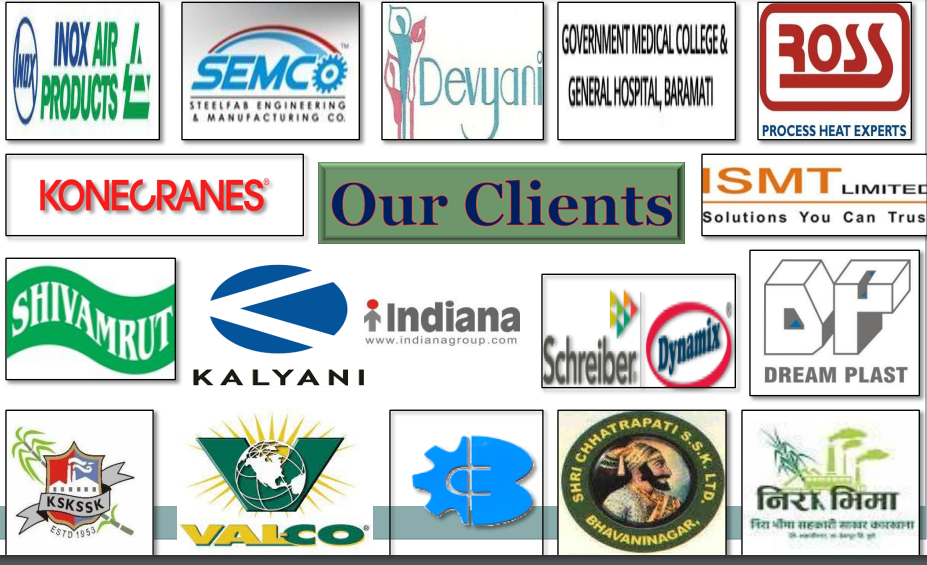 INOX
INOX AIR
PRODUCTS
SEMCO
TM
STEELFAB ENGINEERING
& MANUFACTURING CO.
Devyani
GOVERNMENT MEDICAL COLLEGE &
GENERAL HOSPITAL, BARAMATI
ROSS
PROCESS HEAT EXPERTS
KONECRANES®
Our Clients
ISMT LIMITED
Solutions You Can Trus
SHIVAMRUT
KALYANI
Indiana
www.indianagroup.com
Schreiber
Dynamix®
DREAM PLAST
KSKSSK
ESTD 1953
VALCO®
SHRI CHHATRAPATI S.S.K. LTD.
BHAVANINAGAR,
निरा भिमा
निरा भीमा सहकारी साखर कारखाना